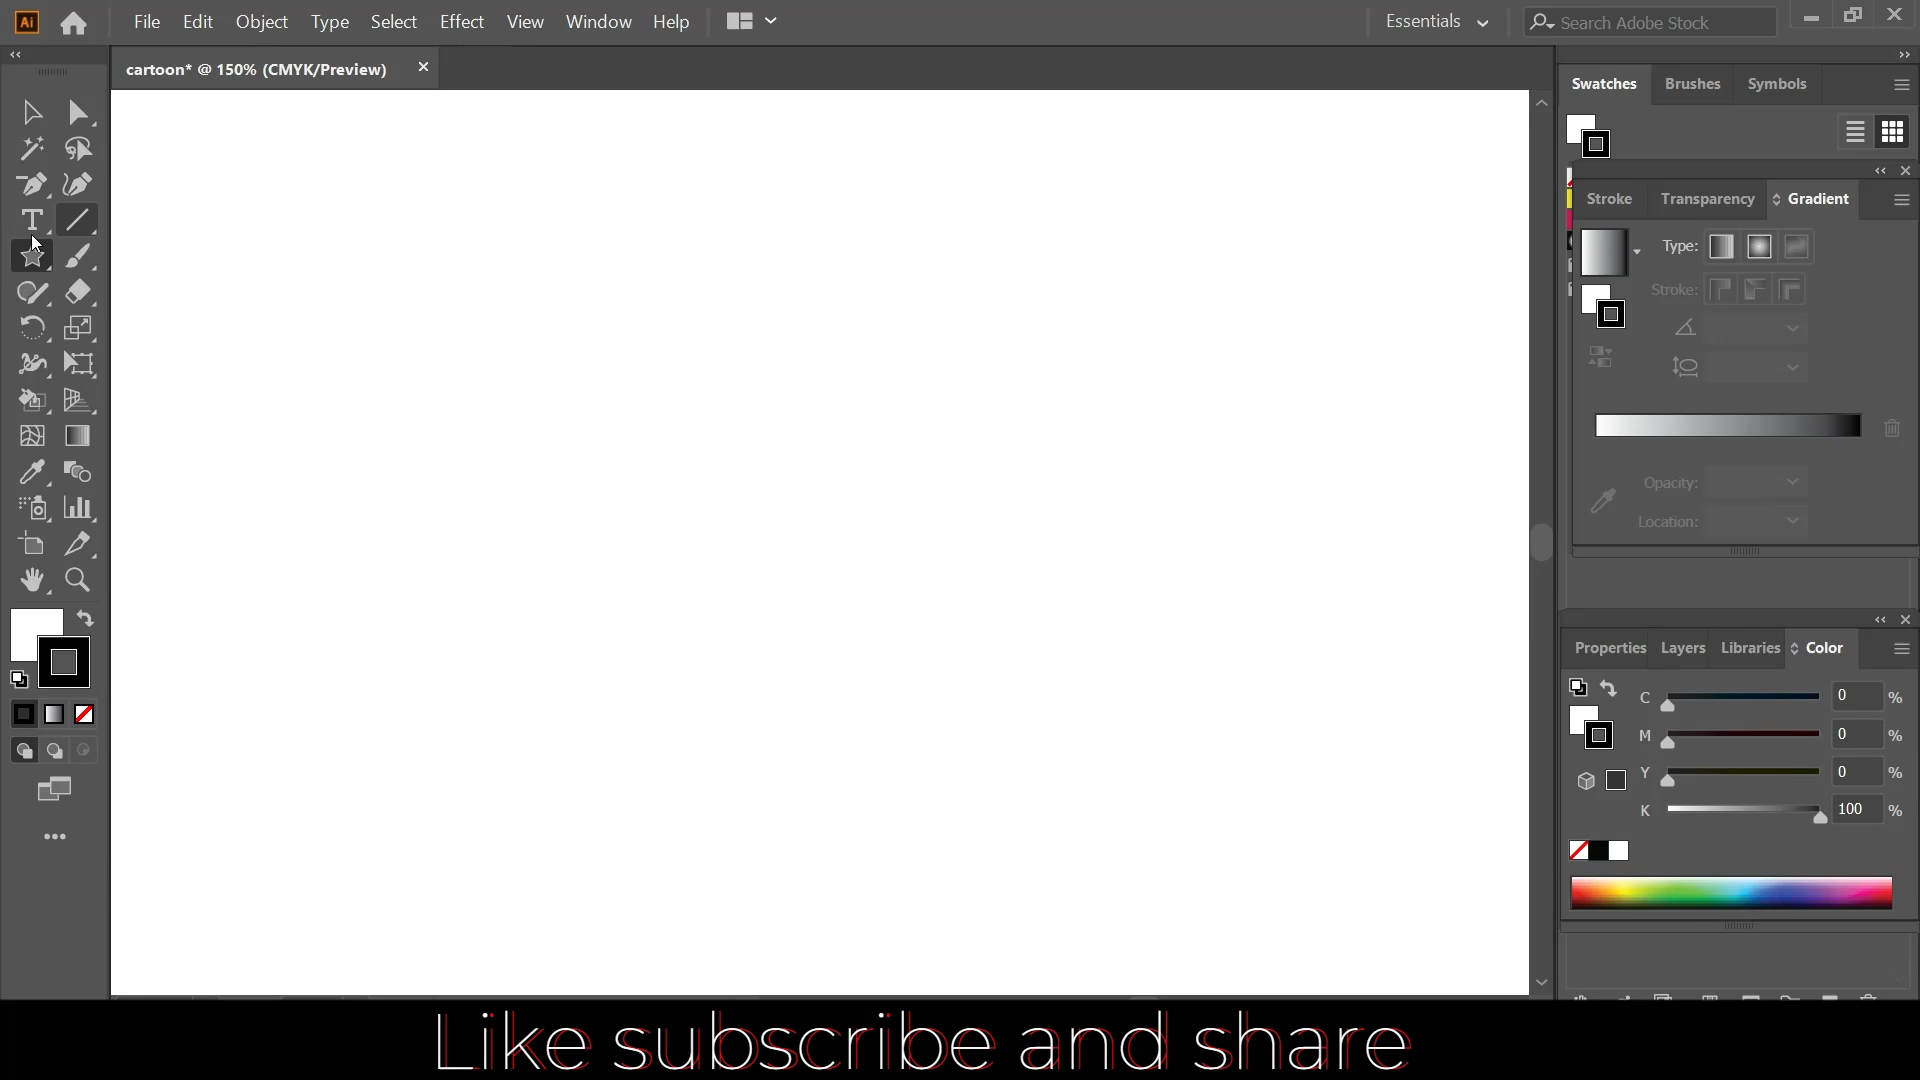 Ai File Edit Object Type Select Effect View Window Help Essentials Search Adobe Stock
cartoon* @ 150% (CMYK/Preview)
Swatches Brushes Symbols
Stroke Transparency Gradient
Type:
Stroke:
Opacity:
Location:
Properties Layers Libraries Color
C 0 %
M 0 %
Y 0 %
K 100 %
Like subscribe and share